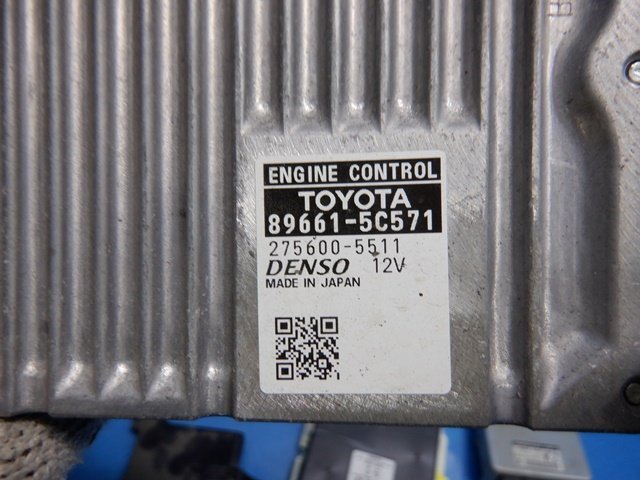 ENGINE CONTROL
TOYOTA
89661-5C571
275600-5511
DENSO 12V
MADE IN JAPAN